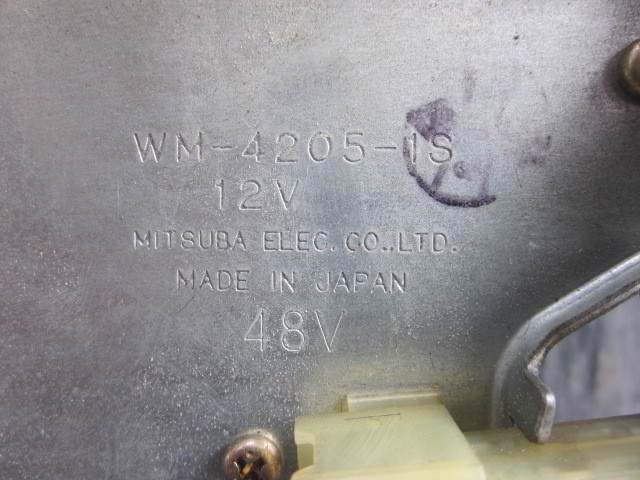 WM-4205-1S
12V
MITSUBA ELEC. CO.,LTD.
MADE IN JAPAN
48V